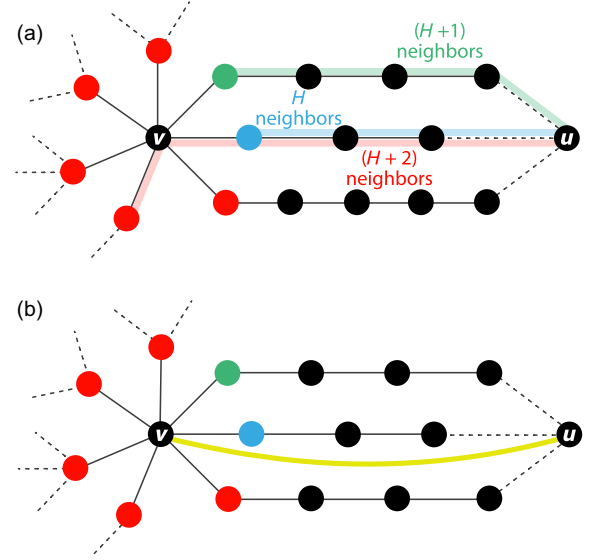 (a)
(H +1)
neighbors
H
neighbors
v
u
(H + 2)
neighbors
(b)
v
u